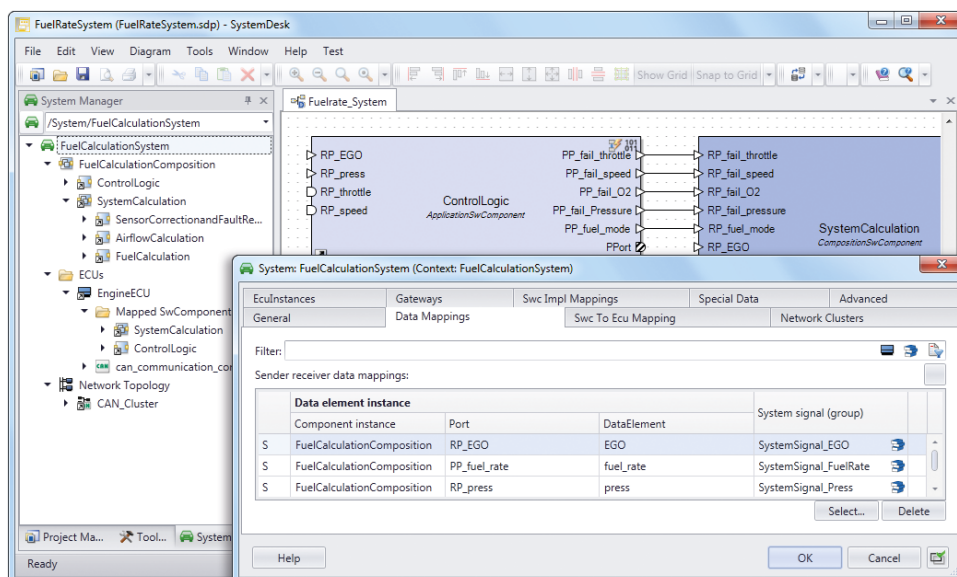 FuelRateSystem (FuelRateSystem.sdp) - SystemDesk
File Edit View Diagram Tools Window Help Test
Show Grid Snap to Grid
System Manager
Fuelrate_System
/System/FuelCalculationSystem
FuelCalculationSystem
FuelCalculationComposition
ControlLogic
SystemCalculation
SensorCorrectionandFaultRe...
AirflowCalculation
FuelCalculation
ECUs
EngineECU
Mapped SwComponent
SystemCalculation
ControlLogic
can_communication_con
Network Topology
CAN_Cluster
RP_EGO
RP_press
RP_throttle
RP_speed
ControlLogic
ApplicationSwComponent
101
011
PP_fail_throttle
PP_fail_speed
PP_fail_O2
PP_fail_Pressure
PP_fuel_mode
PPort
RP_fail_throttle
RP_fail_speed
RP_fail_O2
RP_fail_pressure
RP_fuel_mode
RP_EGO
SystemCalculation
CompositionSwComponent
System: FuelCalculationSystem (Context: FuelCalculationSystem)
EcuInstances Gateways Swc Impl Mappings Special Data Advanced
General Data Mappings Swc To Ecu Mapping Network Clusters
Filter:
Sender receiver data mappings:
Data element instance System signal (group)
Component instance Port DataElement
S FuelCalculationComposition RP_EGO EGO SystemSignal_EGO
S FuelCalculationComposition PP_fuel_rate fuel_rate SystemSignal_FuelRate
S FuelCalculationComposition RP_press press SystemSignal_Press
Select... Delete
Help OK Cancel
Project Ma... Tool... System
Ready